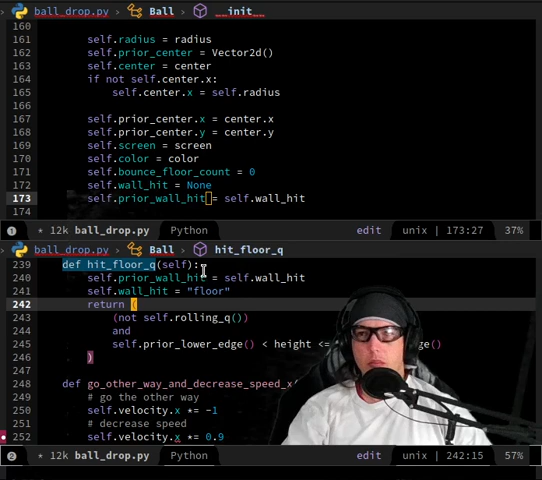 ball_drop.py > Ball > __init__
160
161 self.radius = radius
162 self.prior_center = Vector2d()
163 self.center = center
164 if not self.center.x:
165 self.center.x = self.radius
166
167 self.prior_center.x = center.x
168 self.prior_center.y = center.y
169 self.screen = screen
170 self.color = color
171 self.bounce_floor_count = 0
172 self.wall_hit = None
173 self.prior_wall_hit = self.wall_hit
174
1 * 12k ball_drop.py Python edit unix | 173:27 37%
ball_drop.py > Ball > hit_floor_q
239 def hit_floor_q(self):
240 self.prior_wall_hit = self.wall_hit
241 self.wall_hit = "floor"
242 return (
243 (not self.rolling_q())
244 and
245 self.prior_lower_edge() < height <= ge()
246 )
247
248 def go_other_way_and_decrease_speed_x(
249 # go the other way
250 self.velocity.x *= -1
251 # decrease speed
252 self.velocity.x *= 0.9
2 * 12k ball_drop.py Python edit unix | 242:15 57%